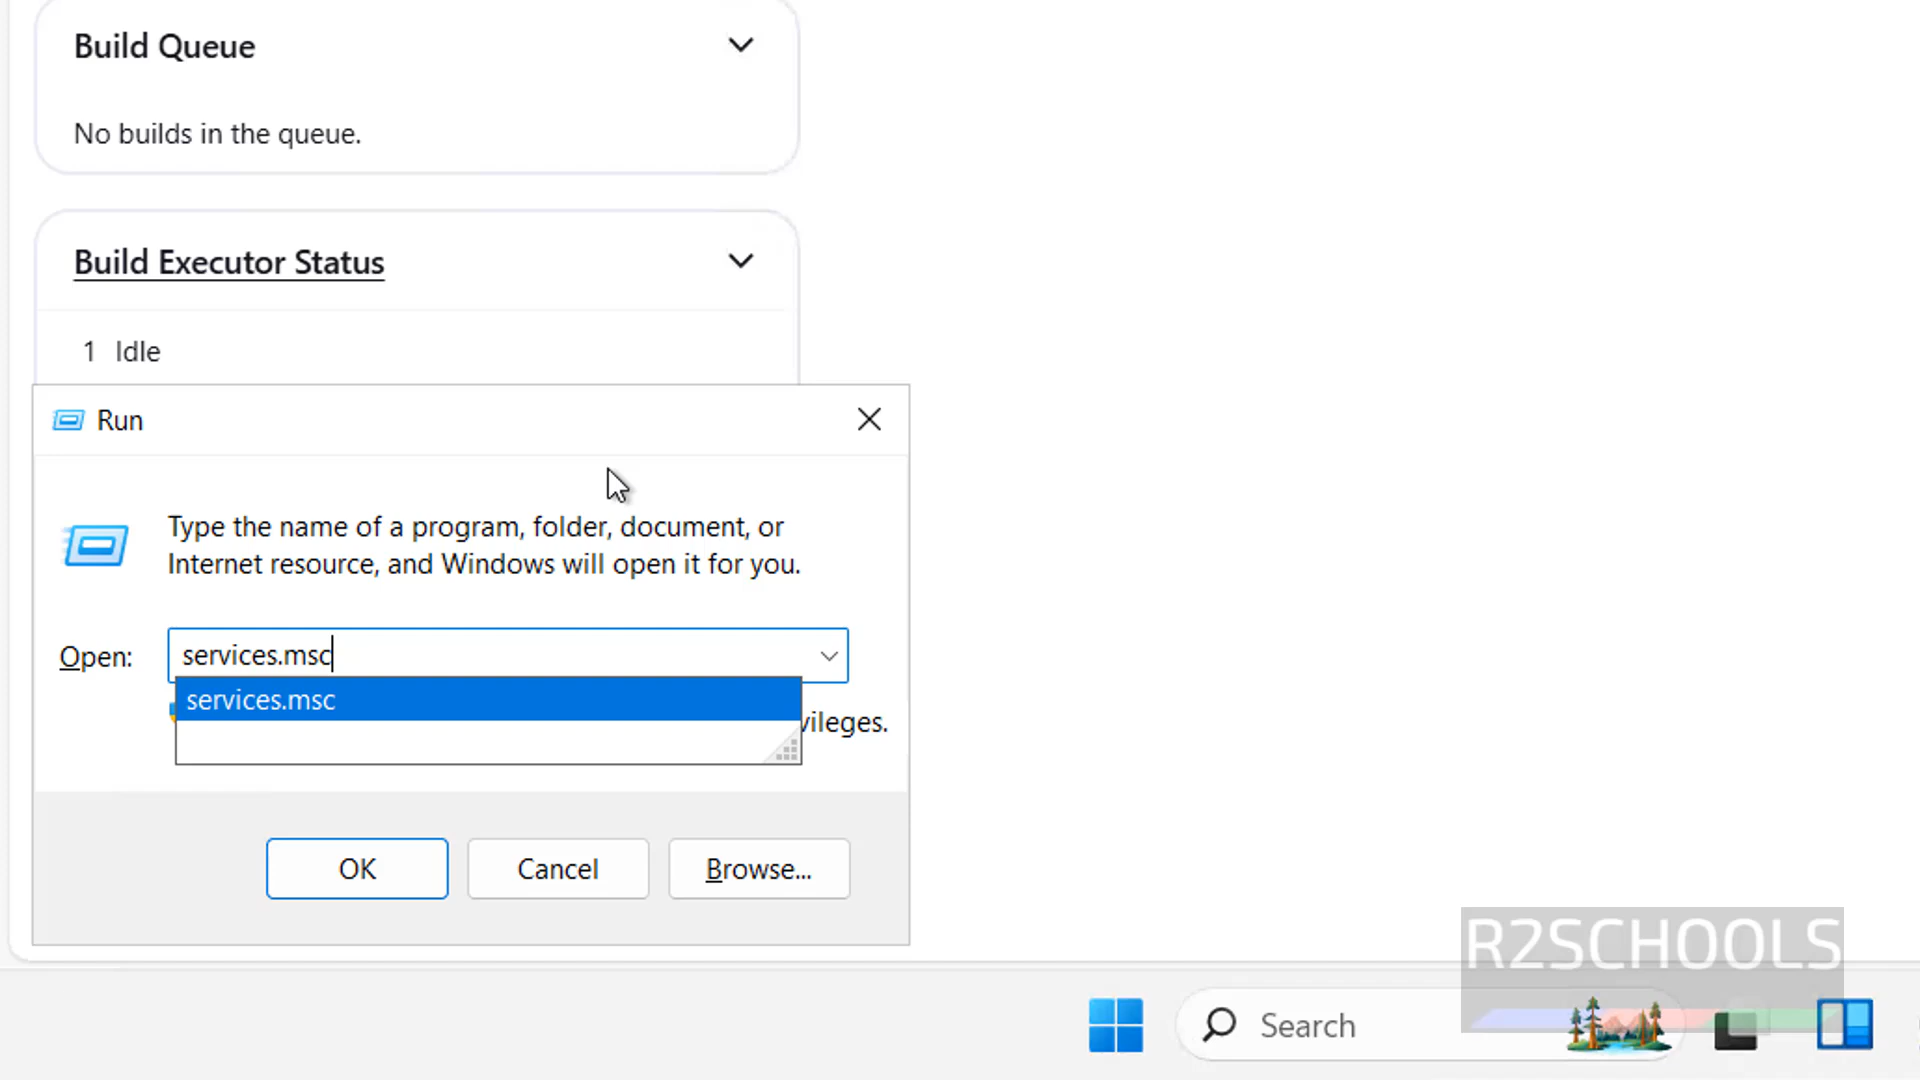 Build Queue
No builds in the queue.
Build Executor Status
1 Idle
Run
Type the name of a program, folder, document, or
Internet resource, and Windows will open it for you.
Open: services.msc
services.msc
vileges.
OK Cancel Browse...
R2SCHOOLS
Search